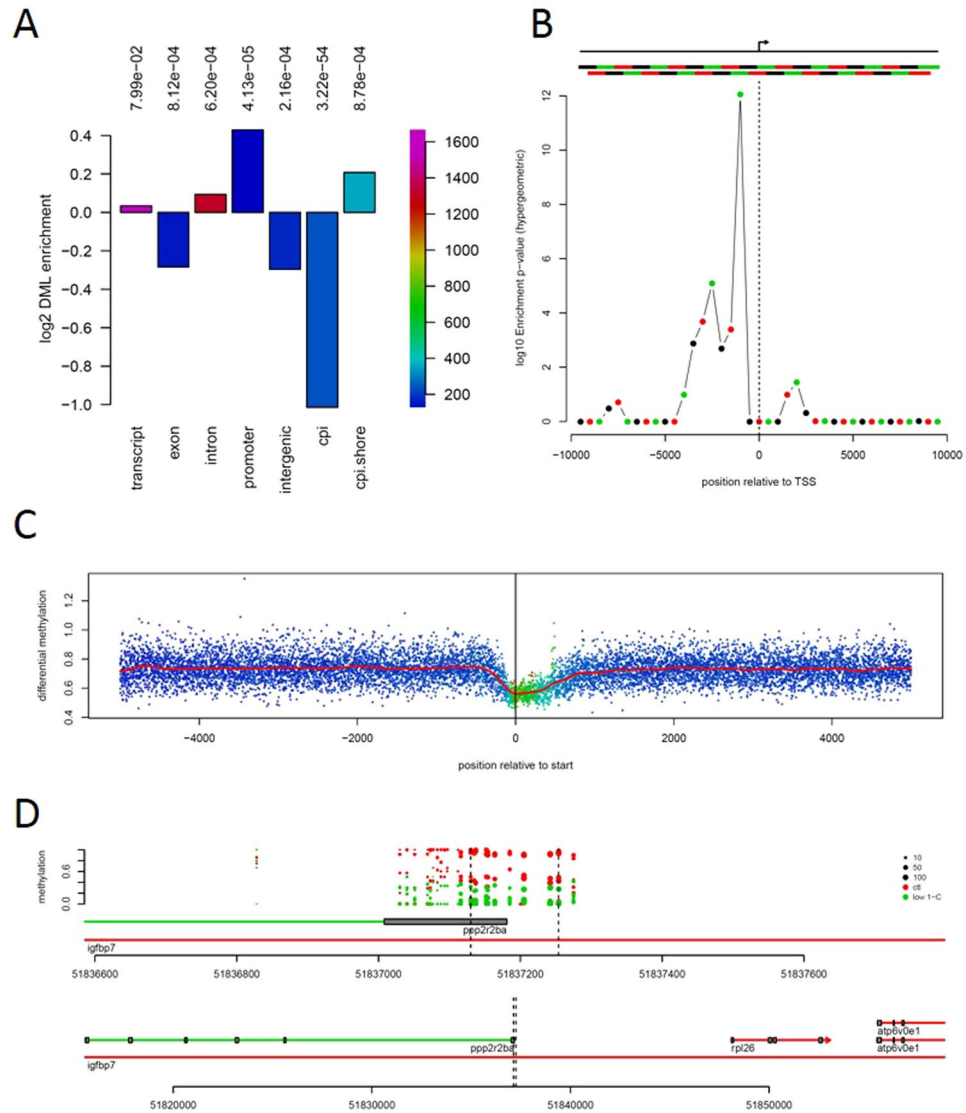 A
7.99e-02
8.12e-04
6.20e-04
4.13e-05
2.16e-04
3.22e-54
8.78e-04
log2 DML enrichment
0.4
0.2
0.0
−0.2
−0.4
−0.6
−0.8
−1.0
1600
1400
1200
1000
800
600
400
200
transcript
exon
intron
promoter
intergenic
cpi
cpi.shore
B
log10 Enrichment p-value (hypergeometric)
12
10
8
6
4
2
0
−10000 −5000 0 5000 10000
position relative to TSS
C
differential methylation
1.2
1.0
0.8
0.6
0.4
−4000 −2000 0 2000 4000
position relative to start
D
methylation
0.6
0.0
10
50
100
ctl
low 1-C
ppp2r2ba
igfbp7
51836600 51836800 51837000 51837200 51837400 51837600
atp6v0e1
ppp2r2ba rpl26 atp6v0e1
igfbp7
51820000 51830000 51840000 51850000